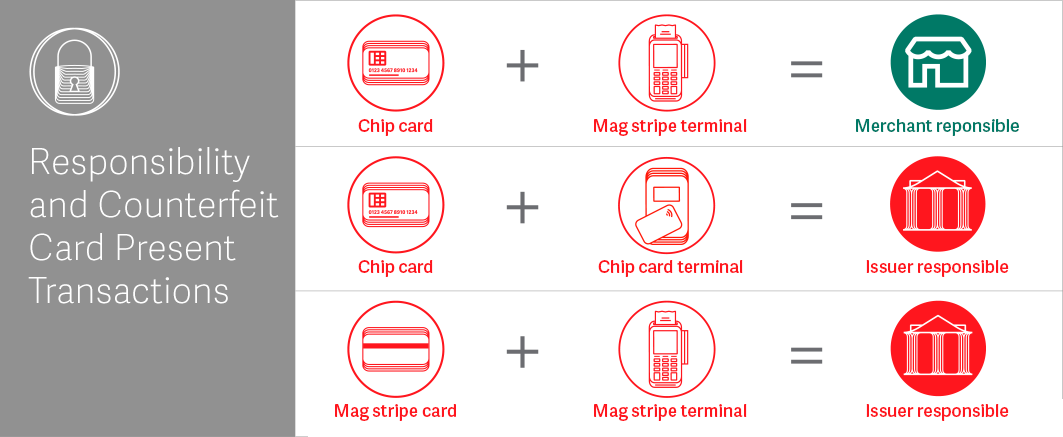 Responsibility
and Counterfeit
Card Present
Transactions
0123 4567 8910 1234
Chip card
+
Mag stripe terminal
=
Merchant reponsible
0123 4567 8910 1234
Chip card
+
Chip card terminal
=
Issuer responsible
Mag stripe card
+
Mag stripe terminal
=
Issuer responsible